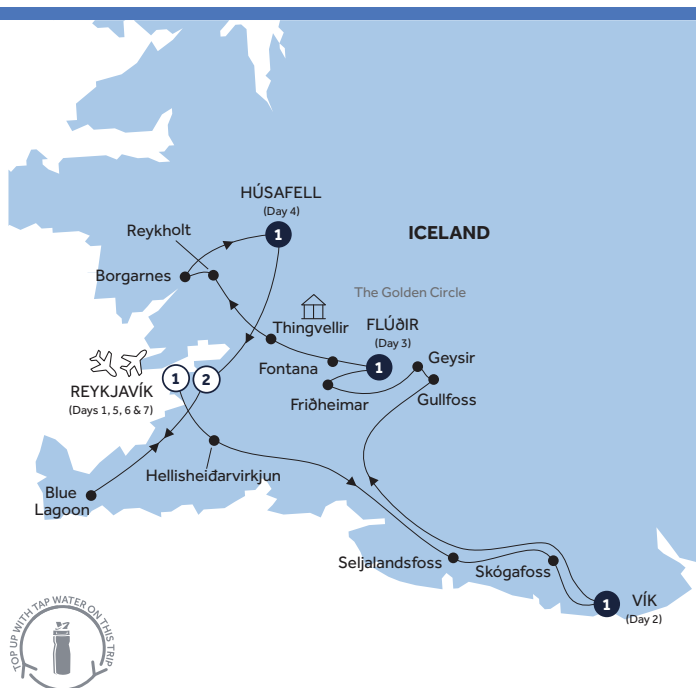 HÚSAFELL
(Day 4)
1
Reykholt
ICELAND
Borgarnes
The Golden Circle
Thingvellir
FLÚðIR
(Day 3)
1
Geysir
Fontana
Gullfoss
Friðheimar
REYKJAVÍK
(Days 1, 5, 6 & 7)
1
2
Hellisheiðarvirkjun
Blue
Lagoon
Seljalandsfoss
Skógafoss
1
VÍK
(Day 2)
TOP UP WITH TAP WATER ON THIS TRIP